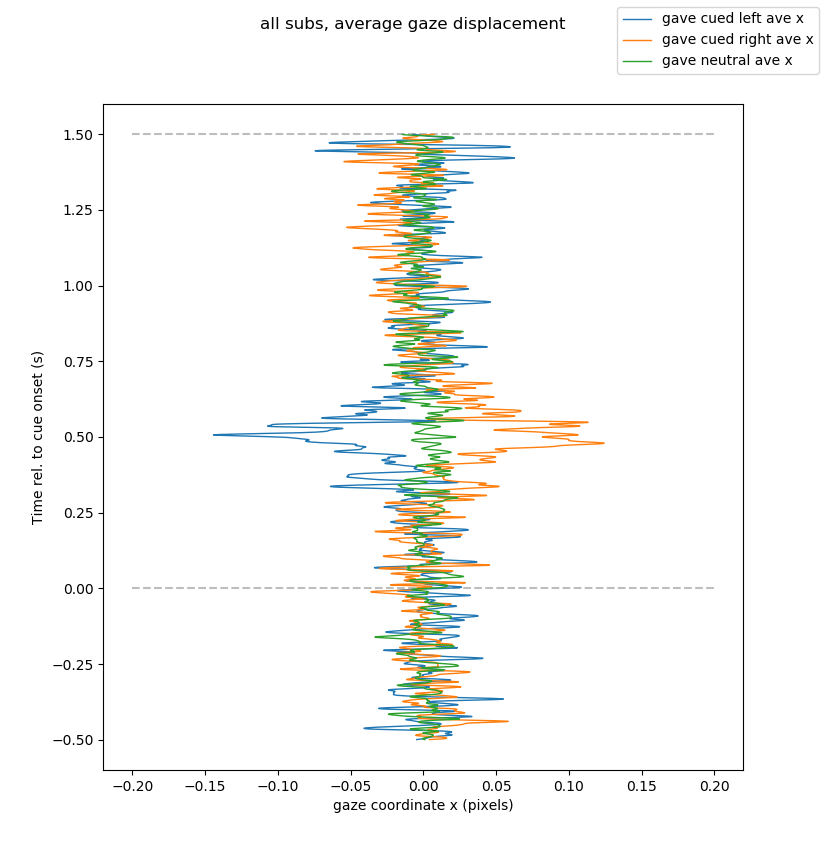 all subs, average gaze displacement
gave cued left ave x
gave cued right ave x
gave neutral ave x
1.50
1.25
1.00
0.75
0.50
0.25
0.00
−0.25
−0.50
Time rel. to cue onset (s)
−0.20 −0.15 −0.10 −0.05 0.00 0.05 0.10 0.15 0.20
gaze coordinate x (pixels)